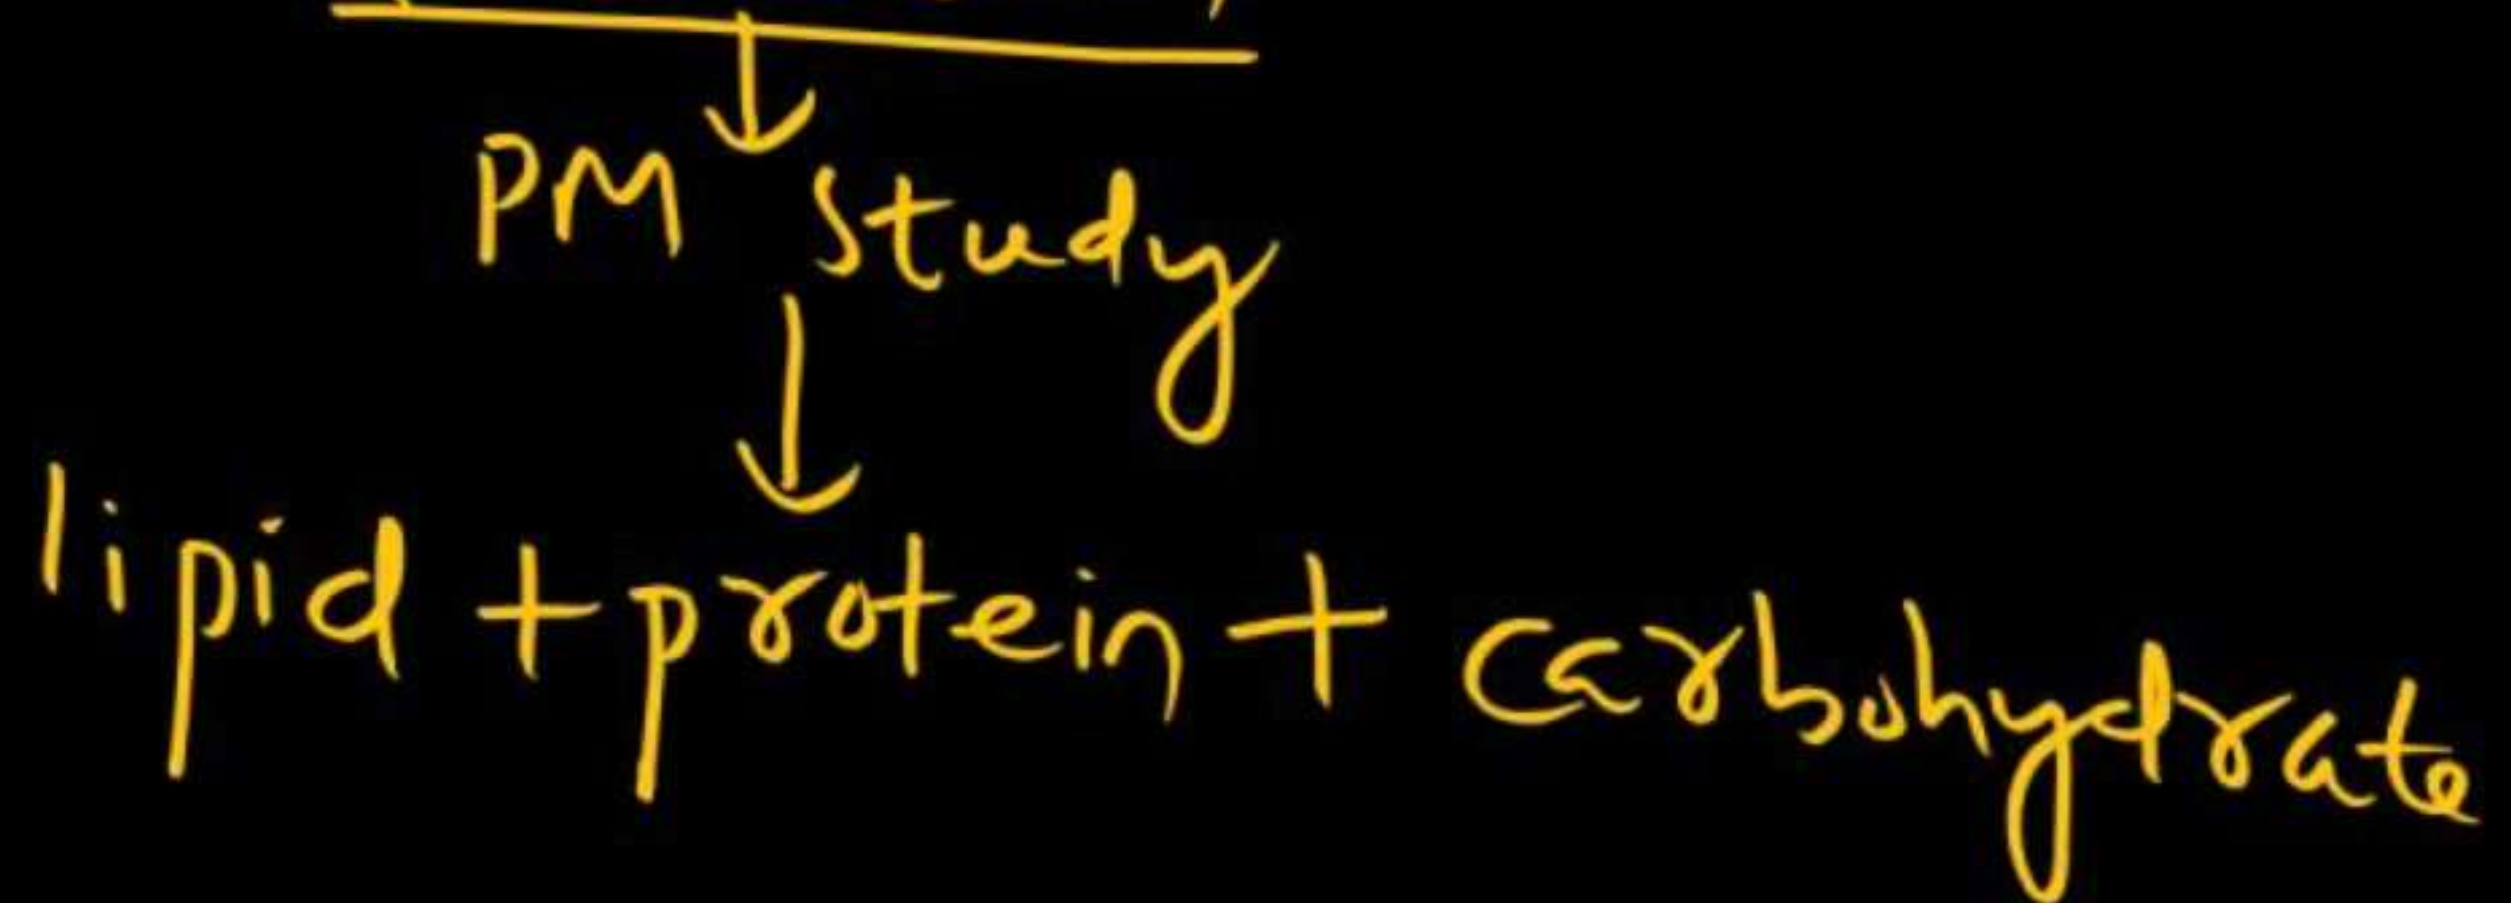 PM study
lipid + protein + carbohydrate